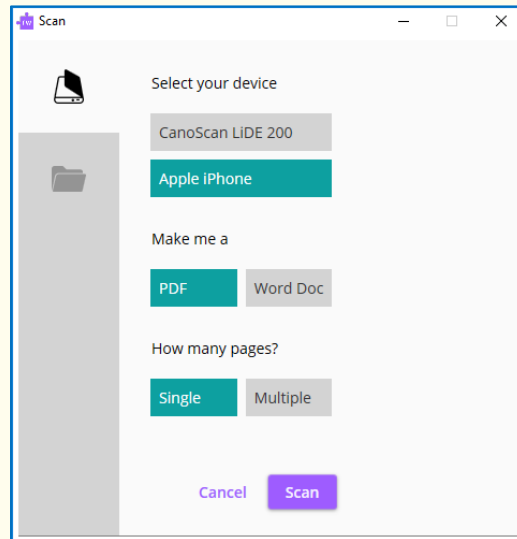 rw Scan
Select your device
CanoScan LiDE 200
Apple iPhone
Make me a
PDF Word Doc
How many pages?
Single Multiple
Cancel Scan